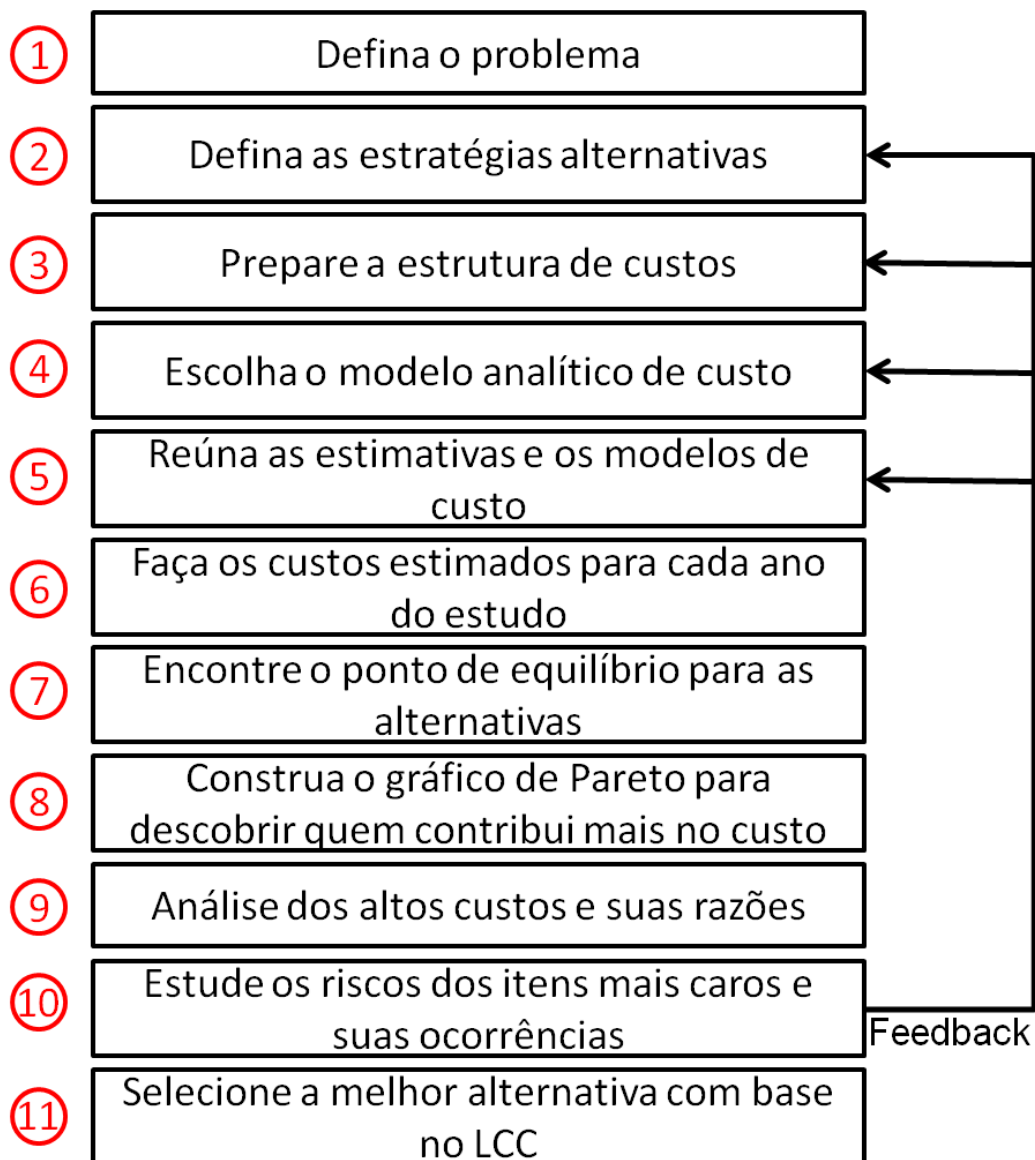 1
Defina o problema
2
Defina as estratégias alternativas
3
Prepare a estrutura de custos
4
Escolha o modelo analítico de custo
5
Reúna as estimativas e os modelos de
custo
6
Faça os custos estimados para cada ano
do estudo
7
Encontre o ponto de equilíbrio para as
alternativas
8
Construa o gráfico de Pareto para
descobrir quem contribui mais no custo
9
Análise dos altos custos e suas razões
10
Estude os riscos dos itens mais caros e
suas ocorrências
Feedback
11
Selecione a melhor alternativa com base
no LCC